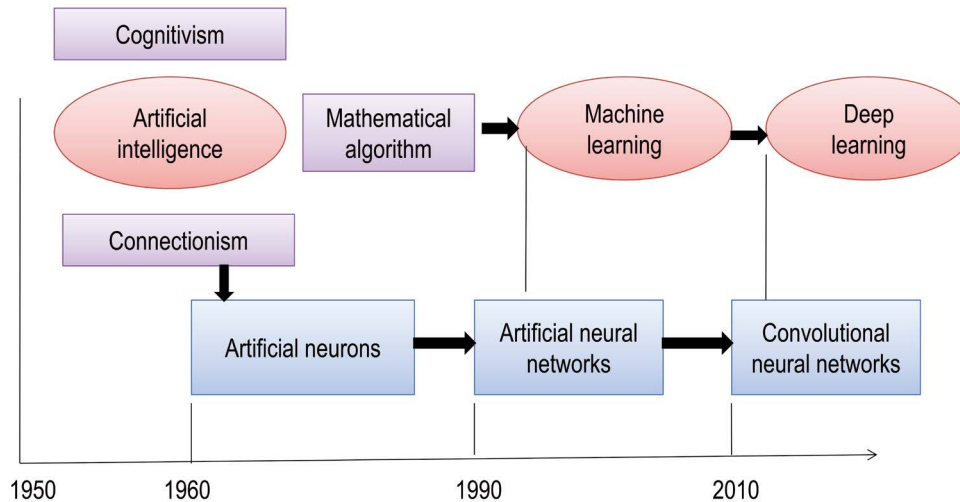 Cognitivism
Artificial
intelligence
Mathematical
algorithm
Machine
learning
Deep
learning
Connectionism
Artificial neurons
Artificial neural
networks
Convolutional
neural networks
1950
1960
1990
2010